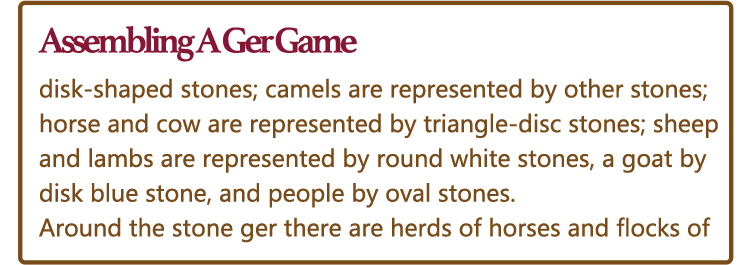 Assembling A Ger Game
disk-shaped stones; camels are represented by other stones;
horse and cow are represented by triangle-disc stones; sheep
and lambs are represented by round white stones, a goat by
disk blue stone, and people by oval stones.
Around the stone ger there are herds of horses and flocks of